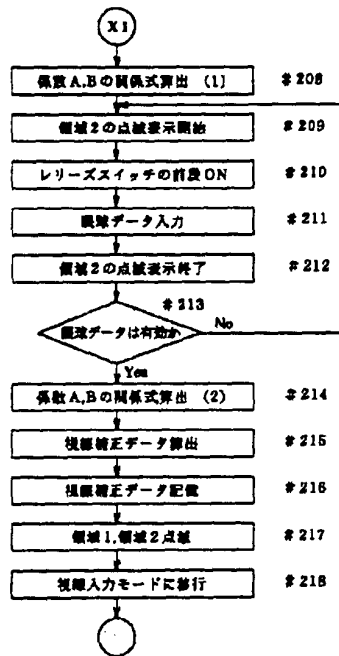 X1
係数A,Bの関係式算出 (1) #208
領域2の点滅表示開始 #209
レリーズスイッチの前段ON #210
眼球データ入力 #211
領域2の点滅表示終了 #212
#213
眼球データは有効か
No
Yes
係数A,Bの関係式算出 (2) #214
視線補正データ算出 #215
視線補正データ記憶 #216
領域1,領域2点滅 #217
視線入力モードに移行 #218